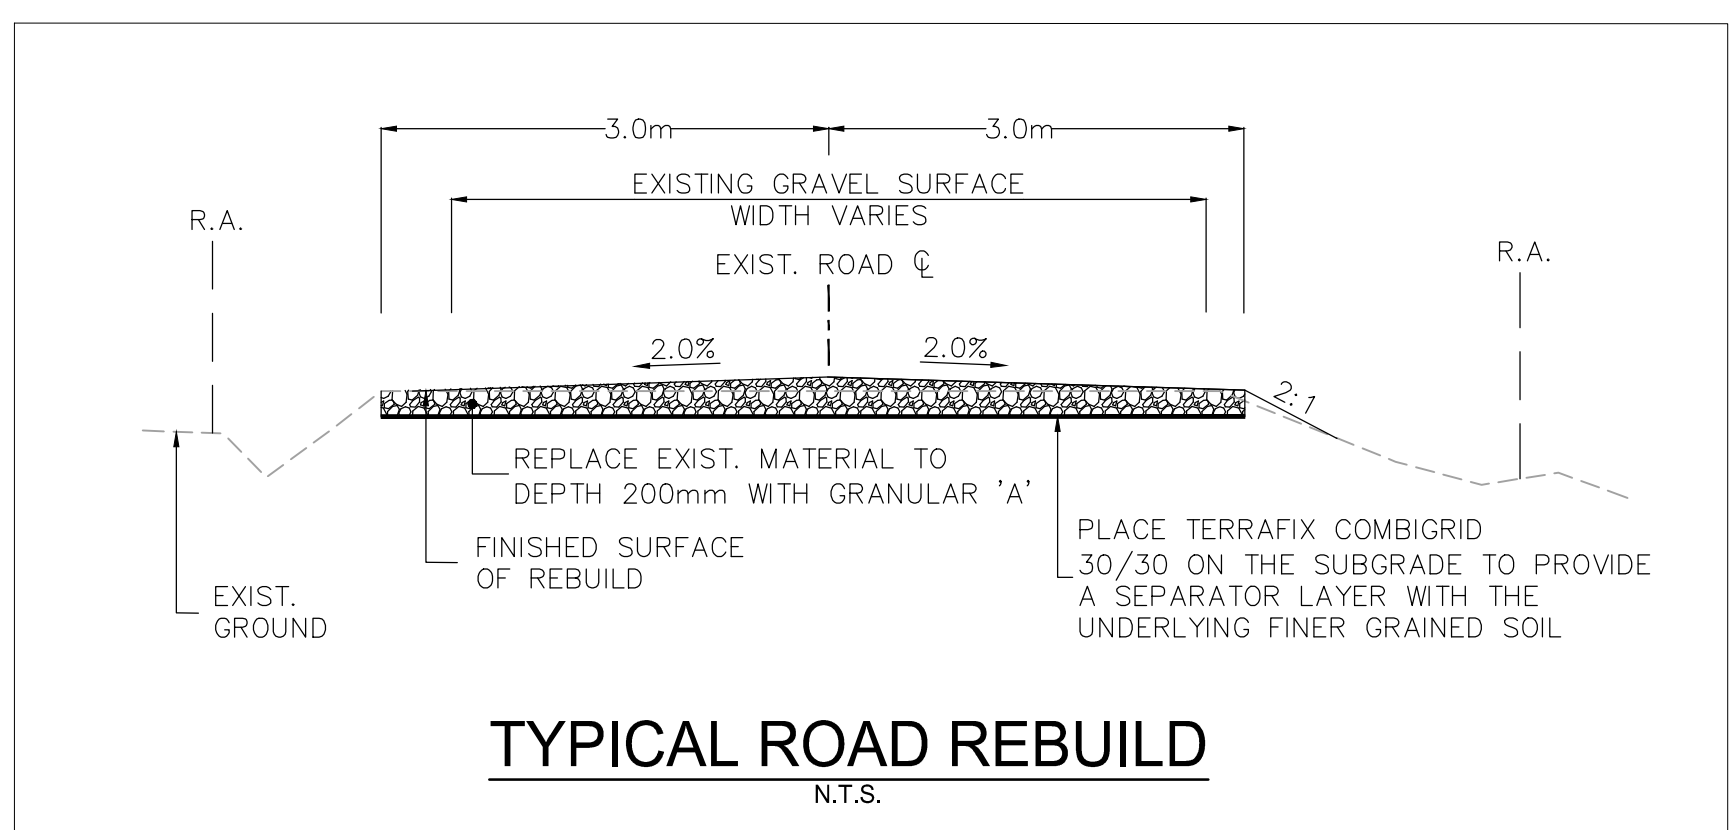 3.0m 3.0m
EXISTING GRAVEL SURFACE
WIDTH VARIES
R.A.
EXIST. ROAD ℄
R.A.
2.0% 2.0%
2:1
REPLACE EXIST. MATERIAL TO
DEPTH 200mm WITH GRANULAR 'A'
FINISHED SURFACE
OF REBUILD
PLACE TERRAFIX COMBIGRID
30/30 ON THE SUBGRADE TO PROVIDE
A SEPARATOR LAYER WITH THE
UNDERLYING FINER GRAINED SOIL
EXIST.
GROUND
TYPICAL ROAD REBUILD
N.T.S.